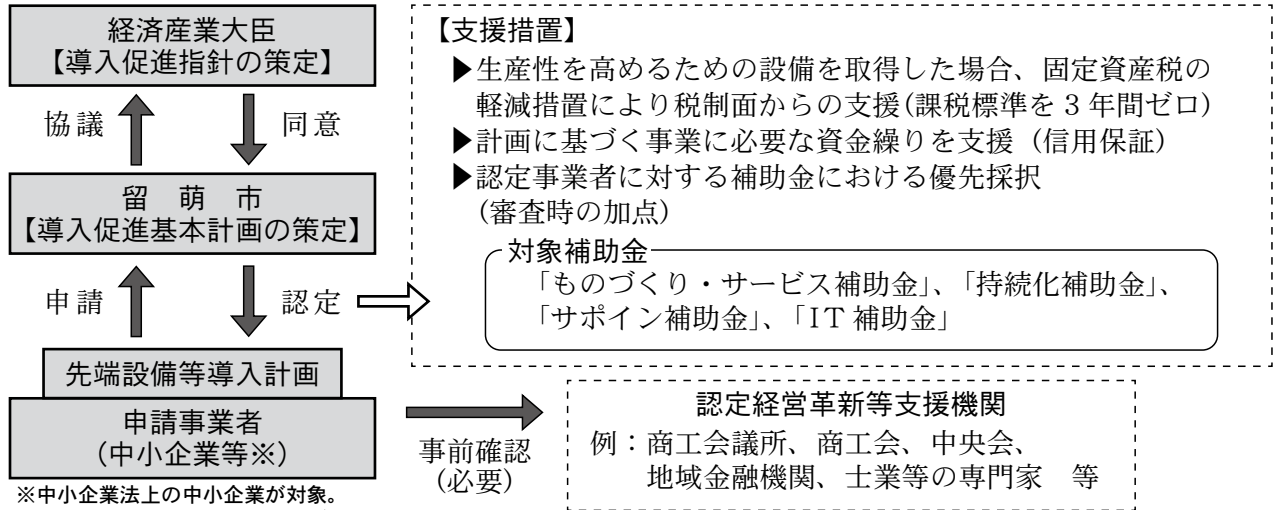 経済産業大臣
【導入促進指針の策定】
協議
同意
留萌市
【導入促進基本計画の策定】
申請
認定
先端設備等導入計画
申請事業者
（中小企業等※）
※中小企業法上の中小企業が対象。
【支援措置】
▶生産性を高めるための設備を取得した場合、固定資産税の
軽減措置により税制面からの支援(課税標準を3年間ゼロ)
▶計画に基づく事業に必要な資金繰りを支援（信用保証）
▶認定事業者に対する補助金における優先採択
(審査時の加点)
対象補助金
「ものづくり・サービス補助金」、「持続化補助金」、
「サポイン補助金」、「IT補助金」
事前確認
(必要)
認定経営革新等支援機関
例：商工会議所、商工会、中央会、
地域金融機関、士業等の専門家　等